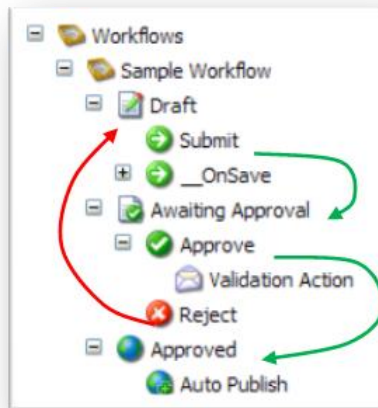 Workflows
Sample Workflow
Draft
Submit
__OnSave
Awaiting Approval
Approve
Validation Action
Reject
Approved
Auto Publish